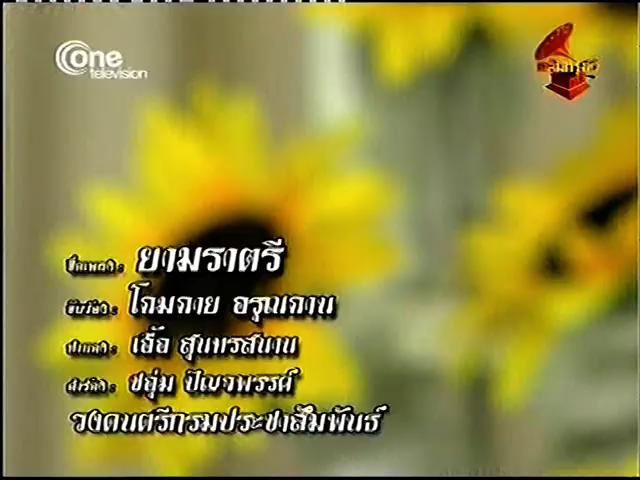 One
television
ชื่อเพลง : ยามราตรี
ขับร้อง : โฉมฉาย อรุณฉาน
ทำนอง : เอื้อ สุนทรสนาน
คำร้อง : ชอุ่ม ปัญจพรรค์
วงดนตรีกรมประชาสัมพันธ์